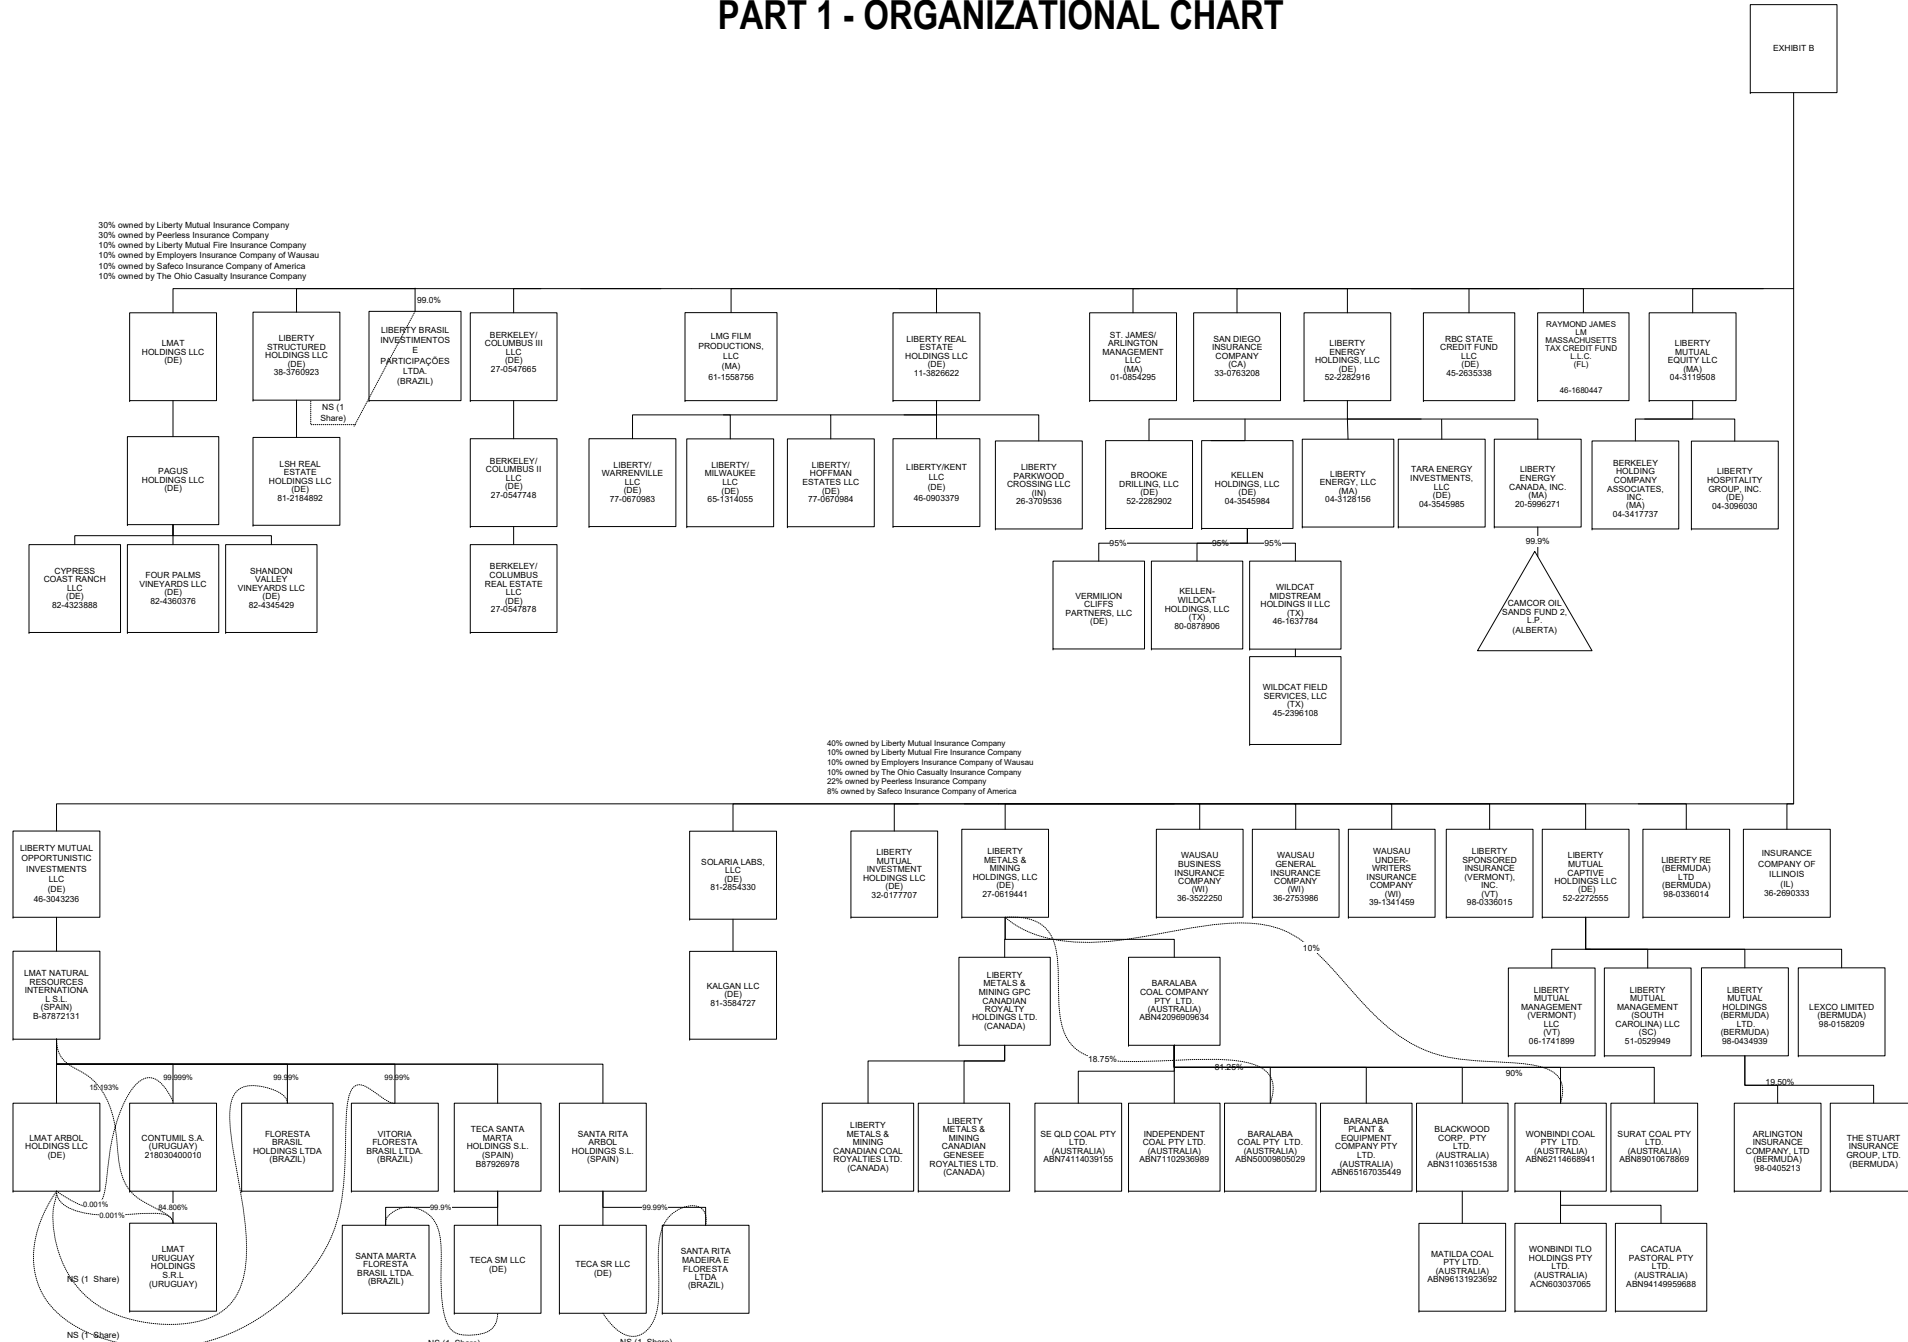 PART 1 - ORGANIZATIONAL CHART
EXHIBIT B
30% owned by Liberty Mutual Insurance Company
30% owned by Peerless Insurance Company
10% owned by Liberty Mutual Fire Insurance Company
10% owned by Employers Insurance Company of Wausau
10% owned by Safeco Insurance Company of America
10% owned by The Ohio Casualty Insurance Company
99.0%
LMAT
HOLDINGS LLC
(DE)
LIBERTY
STRUCTURED
HOLDINGS LLC
(DE)
38-3760923
LIBERTY BRASIL
INVESTIMENTOS
E
PARTICIPAÇÕES
LTDA.
(BRAZIL)
BERKELEY/
COLUMBUS III
LLC
(DE)
27-0547665
LMG FILM
PRODUCTIONS,
LLC
(MA)
61-1558756
LIBERTY REAL
ESTATE
HOLDINGS LLC
(DE)
11-3826622
ST. JAMES/
ARLINGTON
MANAGEMENT
LLC
(MA)
01-0854295
SAN DIEGO
INSURANCE
COMPANY
(CA)
33-0763208
LIBERTY
ENERGY
HOLDINGS, LLC
(DE)
52-2282916
RBC STATE
CREDIT FUND
LLC
(DE)
45-2635338
RAYMOND JAMES
LM
MASSACHUSETTS
TAX CREDIT FUND
L.L.C.
(FL)
46-1680447
LIBERTY
MUTUAL
EQUITY LLC
(MA)
04-3119508
NS (1
Share)
PAGUS
HOLDINGS LLC
(DE)
LSH REAL
ESTATE
HOLDINGS LLC
(DE)
81-2184892
BERKELEY/
COLUMBUS II
LLC
(DE)
27-0547748
LIBERTY/
WARRENVILLE
LLC
(DE)
77-0670983
LIBERTY/
MILWAUKEE
LLC
(DE)
65-1314055
LIBERTY/
HOFFMAN
ESTATES LLC
(DE)
77-0670984
LIBERTY/KENT
LLC
(DE)
46-0903379
LIBERTY
PARKWOOD
CROSSING LLC
(IN)
26-3709536
BROOKE
DRILLING, LLC
(DE)
52-2282902
KELLEN
HOLDINGS, LLC
(DE)
04-3545984
LIBERTY
ENERGY, LLC
(MA)
04-3128156
TARA ENERGY
INVESTMENTS,
LLC
(DE)
04-3545985
LIBERTY
ENERGY
CANADA, INC.
(MA)
20-5996271
BERKELEY
HOLDING
COMPANY
ASSOCIATES,
INC.
(MA)
04-3417737
LIBERTY
HOSPITALITY
GROUP, INC.
(DE)
04-3096030
95%
95%
95%
99.9%
CYPRESS
COAST RANCH
LLC
(DE)
82-4323888
FOUR PALMS
VINEYARDS LLC
(DE)
82-4360376
SHANDON
VALLEY
VINEYARDS LLC
(DE)
82-4345429
BERKELEY/
COLUMBUS
REAL ESTATE
LLC
(DE)
27-0547878
VERMILION
CLIFFS
PARTNERS, LLC
(DE)
KELLEN-
WILDCAT
HOLDINGS, LLC
(TX)
80-0878906
WILDCAT
MIDSTREAM
HOLDINGS II LLC
(TX)
46-1637784
CAMCOR OIL
SANDS FUND 2,
L.P.
(ALBERTA)
WILDCAT FIELD
SERVICES, LLC
(TX)
45-2396108
40% owned by Liberty Mutual Insurance Company
10% owned by Liberty Mutual Fire Insurance Company
10% owned by Employers Insurance Company of Wausau
10% owned by The Ohio Casualty Insurance Company
22% owned by Peerless Insurance Company
8% owned by Safeco Insurance Company of America
LIBERTY MUTUAL
OPPORTUNISTIC
INVESTMENTS
LLC
(DE)
46-3043236
SOLARIA LABS,
LLC
(DE)
81-2854330
LIBERTY
MUTUAL
INVESTMENT
HOLDINGS LLC
(DE)
32-0177707
LIBERTY
METALS &
MINING
HOLDINGS, LLC
(DE)
27-0619441
WAUSAU
BUSINESS
INSURANCE
COMPANY
(WI)
36-3522250
WAUSAU
GENERAL
INSURANCE
COMPANY
(WI)
36-2753986
WAUSAU
UNDER-
WRITERS
INSURANCE
COMPANY
(WI)
39-1341459
LIBERTY
SPONSORED
INSURANCE
(VERMONT),
INC.
(VT)
98-0336015
LIBERTY
MUTUAL
CAPTIVE
HOLDINGS LLC
(DE)
52-2272555
LIBERTY RE
(BERMUDA)
LTD
(BERMUDA)
98-0336014
INSURANCE
COMPANY OF
ILLINOIS
(IL)
36-2690333
10%
LMAT NATURAL
RESOURCES
INTERNATIONA
L S.L.
(SPAIN)
B-87872131
KALGAN LLC
(DE)
81-3584727
LIBERTY
METALS &
MINING GPC
CANADIAN
ROYALTY
HOLDINGS LTD.
(CANADA)
BARALABA
COAL COMPANY
PTY LTD.
(AUSTRALIA)
ABN42096909634
LIBERTY
MUTUAL
MANAGEMENT
(VERMONT)
LLC
(VT)
06-1741899
LIBERTY
MUTUAL
MANAGEMENT
(SOUTH
CAROLINA) LLC
(SC)
51-0529949
LIBERTY
MUTUAL
HOLDINGS
(BERMUDA)
LTD.
(BERMUDA)
98-0434939
LEXCO LIMITED
(BERMUDA)
98-0158209
15.193%
99.999%
99.99%
99.99%
18.75%
81.25%
90%
19.50%
LMAT ARBOL
HOLDINGS LLC
(DE)
CONTUMIL S.A.
(URUGUAY)
218030400010
FLORESTA
BRASIL
HOLDINGS LTDA
(BRAZIL)
VITORIA
FLORESTA
BRASIL LTDA.
(BRAZIL)
TECA SANTA
MARTA
HOLDINGS S.L.
(SPAIN)
B87926978
SANTA RITA
ARBOL
HOLDINGS S.L.
(SPAIN)
LIBERTY
METALS &
MINING
CANADIAN COAL
ROYALTIES LTD.
(CANADA)
LIBERTY
METALS &
MINING
CANADIAN
GENESEE
ROYALTIES LTD.
(CANADA)
SE QLD COAL PTY
LTD.
(AUSTRALIA)
ABN74114039155
INDEPENDENT
COAL PTY LTD.
(AUSTRALIA)
ABN71102936989
BARALABA
COAL PTY LTD.
(AUSTRALIA)
ABN50009805029
BARALABA
PLANT &
EQUIPMENT
COMPANY PTY
LTD.
(AUSTRALIA)
ABN65167035449
BLACKWOOD
CORP. PTY
LTD.
(AUSTRALIA)
ABN31103651538
WONBINDI COAL
PTY LTD.
(AUSTRALIA)
ABN62114668941
SURAT COAL PTY
LTD.
(AUSTRALIA)
ABN89010678869
ARLINGTON
INSURANCE
COMPANY, LTD
(BERMUDA)
98-0405213
THE STUART
INSURANCE
GROUP, LTD.
(BERMUDA)
0.001%
0.001%
84.806%
99.9%
99.99%
LMAT
URUGUAY
HOLDINGS
S.R.L
(URUGUAY)
SANTA MARTA
FLORESTA
BRASIL LTDA.
(BRAZIL)
TECA SM LLC
(DE)
TECA SR LLC
(DE)
SANTA RITA
MADEIRA E
FLORESTA
LTDA
(BRAZIL)
MATILDA COAL
PTY LTD.
(AUSTRALIA)
ABN96131923692
WONBINDI TLO
HOLDINGS PTY
LTD.
(AUSTRALIA)
ACN603037065
CACATUA
PASTORAL PTY
LTD.
(AUSTRALIA)
ABN94149959688
NS (1 Share)
NS (1 Share)
NS (1 Share)
NS (1 Share)